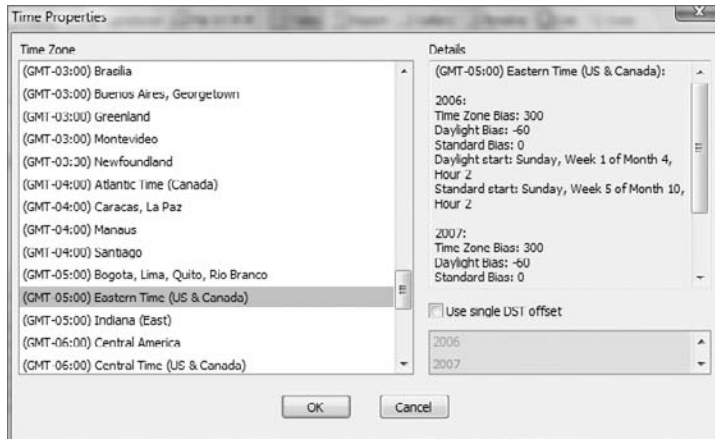 Time Properties
Time Zone
(GMT-03:00) Brasilia
(GMT-03:00) Buenos Aires, Georgetown
(GMT-03:00) Greenland
(GMT-03:00) Montevideo
(GMT-03:30) Newfoundland
(GMT-04:00) Atlantic Time (Canada)
(GMT-04:00) Caracas, La Paz
(GMT-04:00) Manaus
(GMT-04:00) Santiago
(GMT-05:00) Bogota, Lima, Quito, Rio Branco
(GMT-05:00) Eastern Time (US & Canada)
(GMT-05:00) Indiana (East)
(GMT-06:00) Central America
(GMT-06:00) Central Time (US & Canada)
Details
(GMT-05:00) Eastern Time (US & Canada):
2006:
Time Zone Bias: 300
Daylight Bias: -60
Standard Bias: 0
Daylight start: Sunday, Week 1 of Month 4,
Hour 2
Standard start: Sunday, Week 5 of Month 10,
Hour 2
2007:
Time Zone Bias: 300
Daylight Bias: -60
Standard Bias: 0
Use single DST offset
2006
2007
OK
Cancel